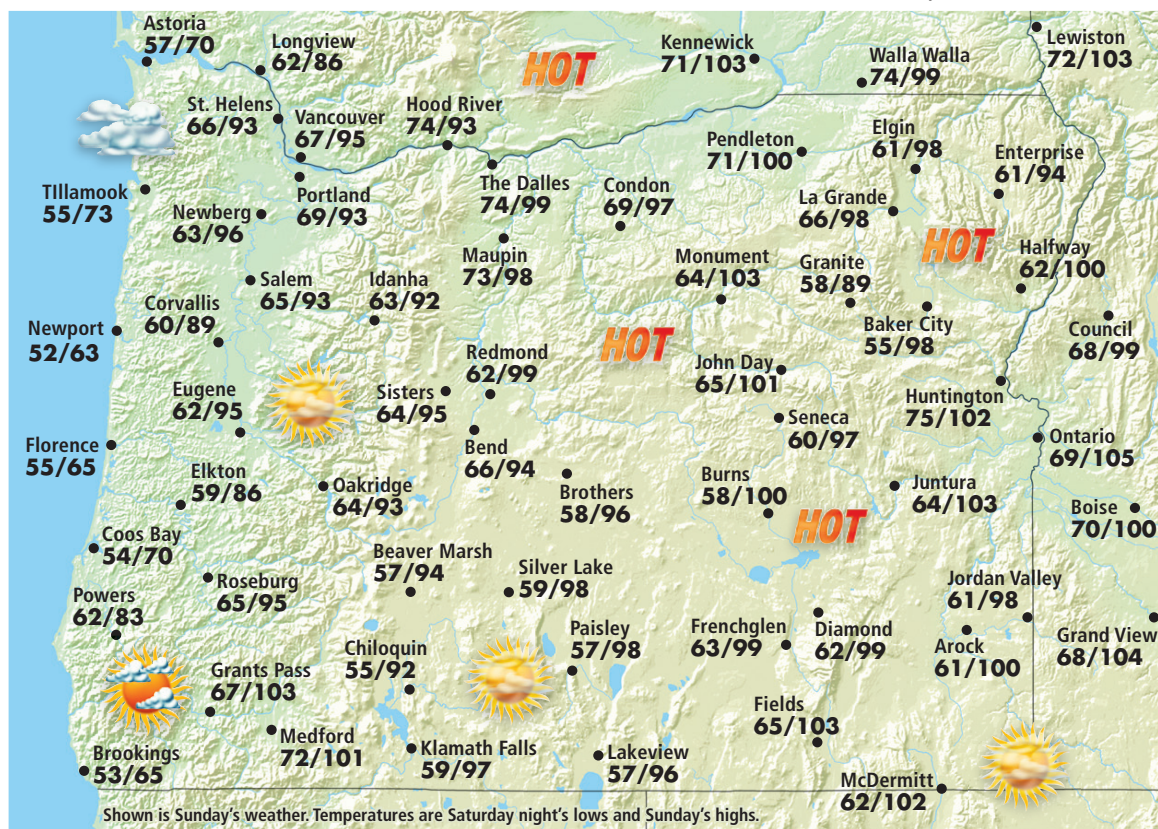 Astoria
57/70
Longview
62/86
HOT
Kennewick
71/103
Walla Walla
74/99
Lewiston
72/103
St. Helens
66/93
Vancouver
67/95
Hood River
74/93
Pendleton
71/100
Elgin
61/98
Enterprise
61/94
TIllamook
55/73
Newberg
63/96
Portland
69/93
The Dalles
74/99
Condon
69/97
La Grande
66/98
HOT
Maupin
73/98
Monument
64/103
Granite
58/89
Halfway
62/100
Salem
65/93
Idanha
63/92
Corvallis
60/89
Newport
52/63
HOT
Baker City
55/98
Council
68/99
Redmond
62/99
John Day
65/101
Eugene
62/95
Sisters
64/95
Huntington
75/102
Seneca
60/97
Florence
55/65
Bend
66/94
Ontario
69/105
Elkton
59/86
Oakridge
64/93
Brothers
58/96
Burns
58/100
Juntura
64/103
HOT
Boise
70/100
Coos Bay
54/70
Beaver Marsh
57/94
Silver Lake
59/98
Roseburg
65/95
Jordan Valley
61/98
Powers
62/83
Paisley
57/98
Frenchglen
63/99
Diamond
62/99
Arock
61/100
Grand View
68/104
Chiloquin
55/92
Grants Pass
67/103
Fields
65/103
Medford
72/101
Klamath Falls
59/97
Lakeview
57/96
Brookings
53/65
McDermitt
62/102
Shown is Sunday's weather. Temperatures are Saturday night's lows and Sunday's highs.